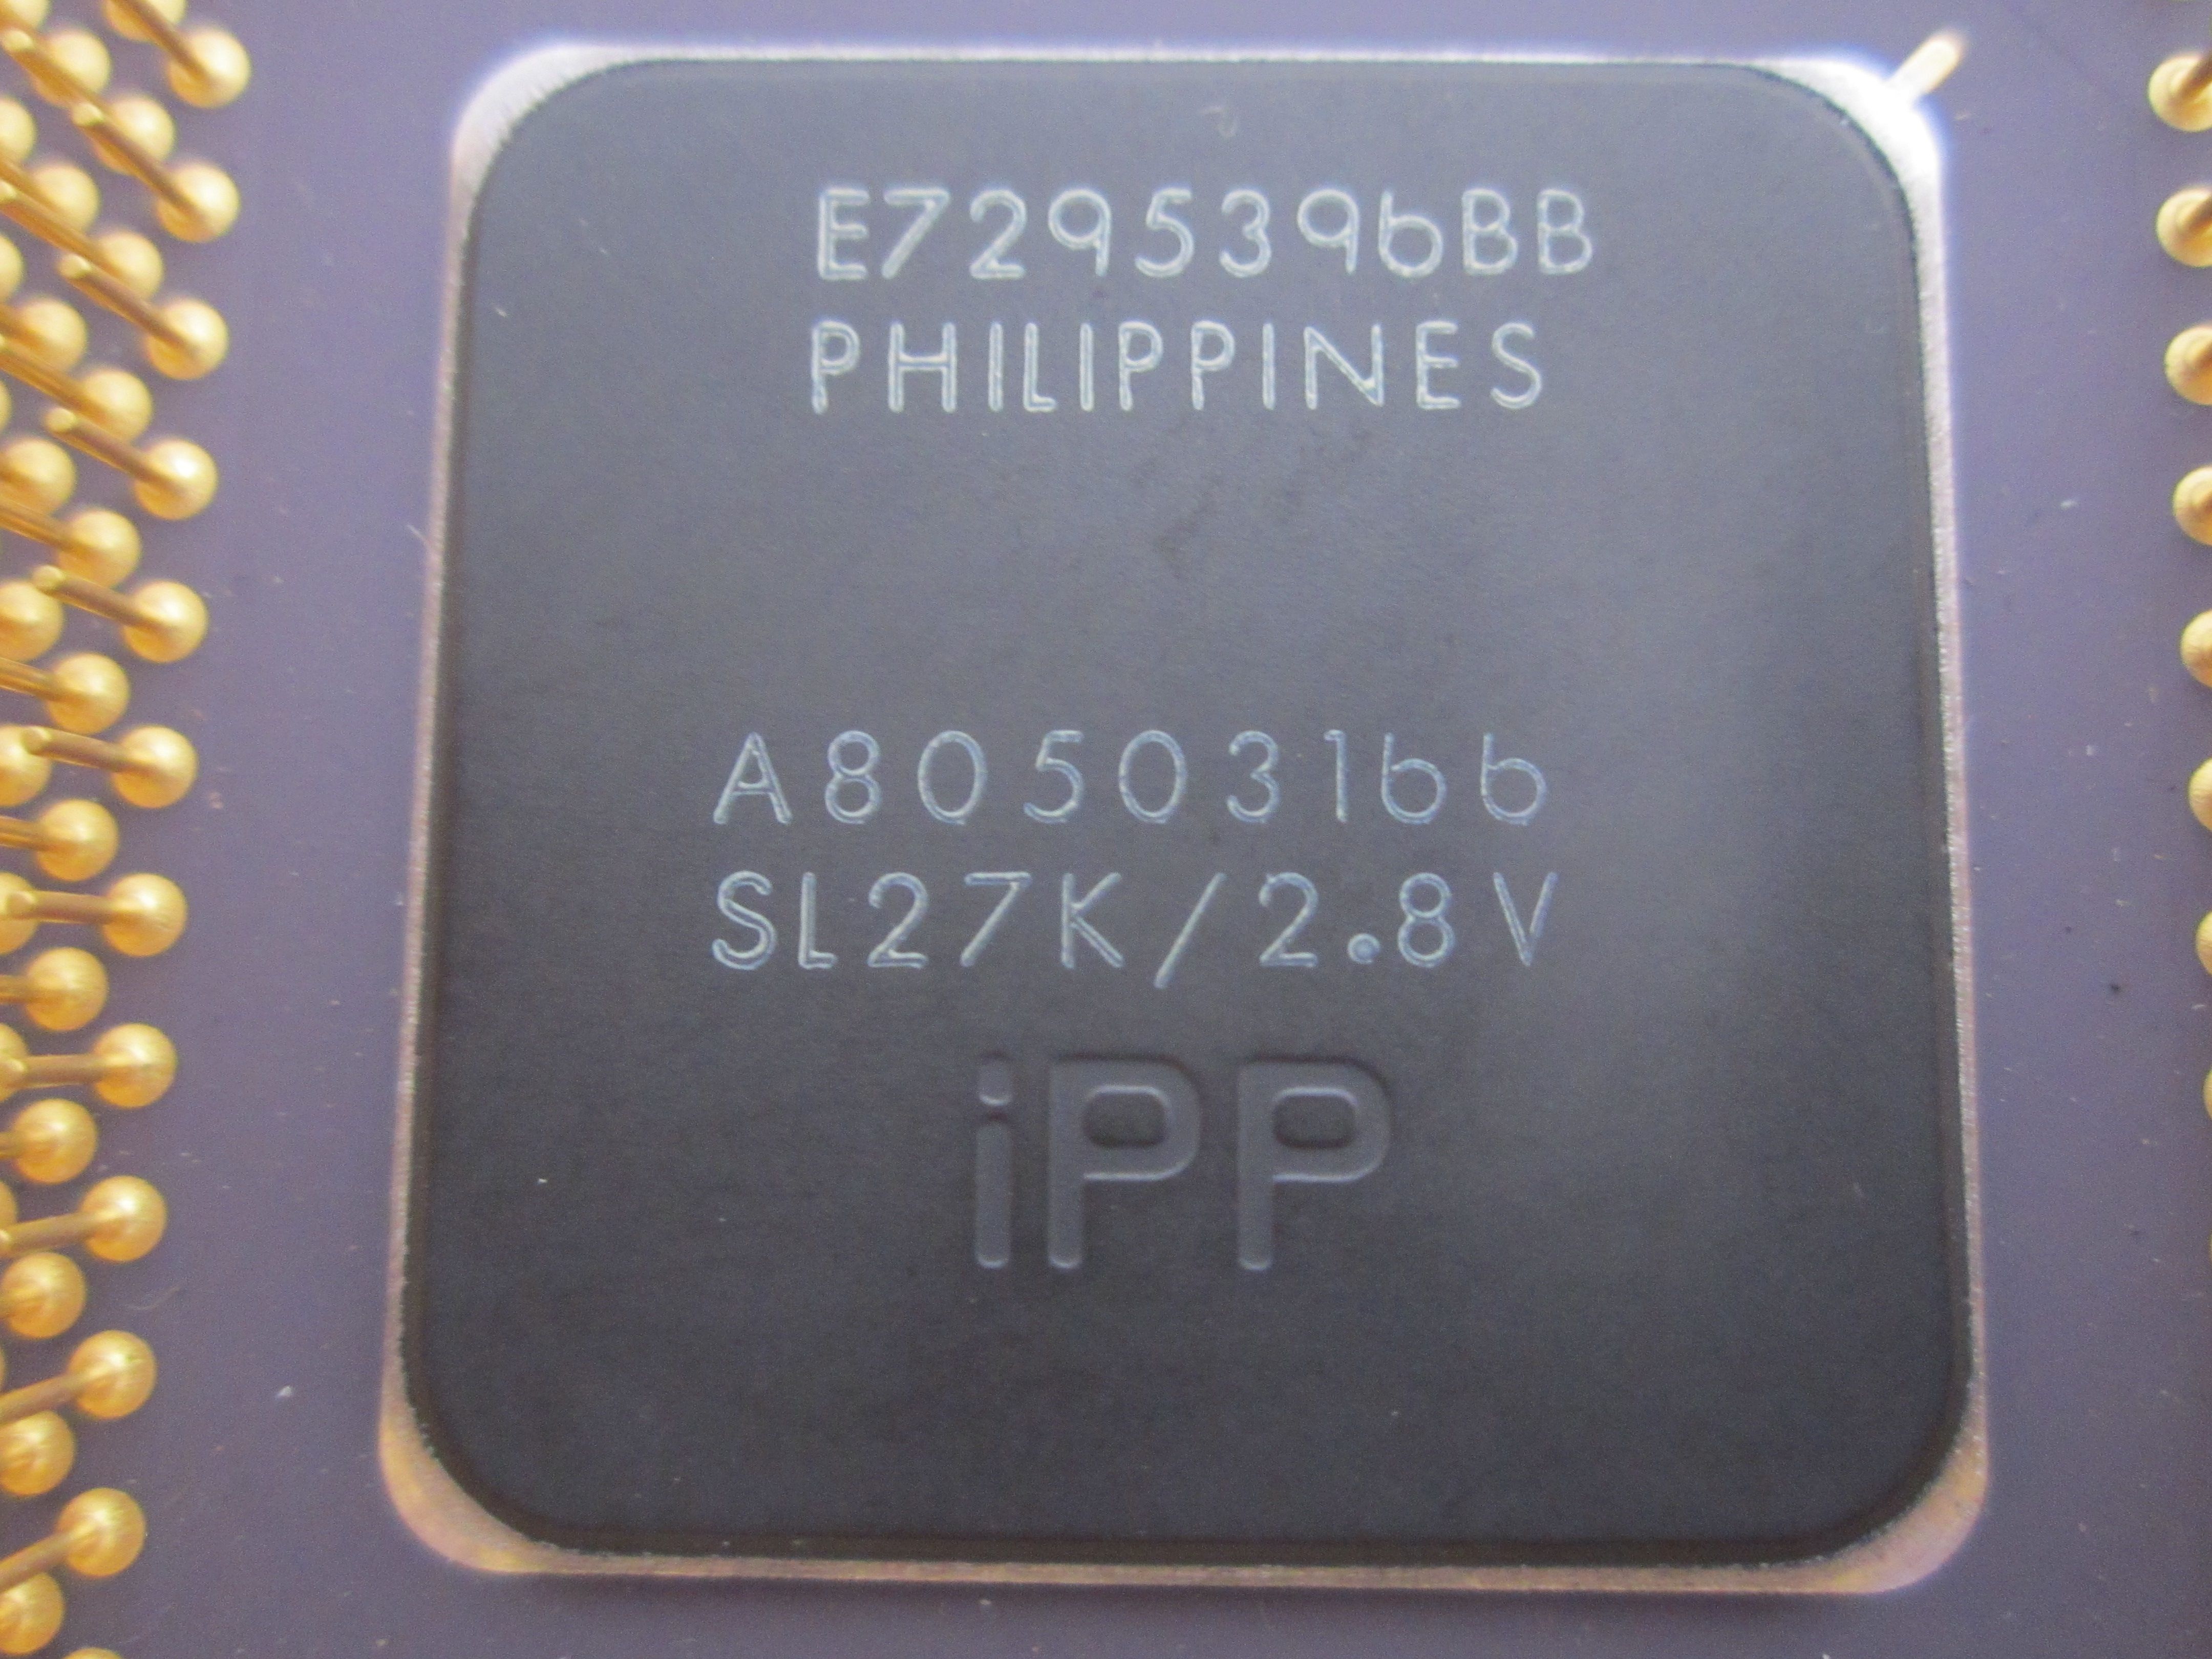 E7295396BB
PHILIPPINES
A80503166
SL27K/2.8V
iPP